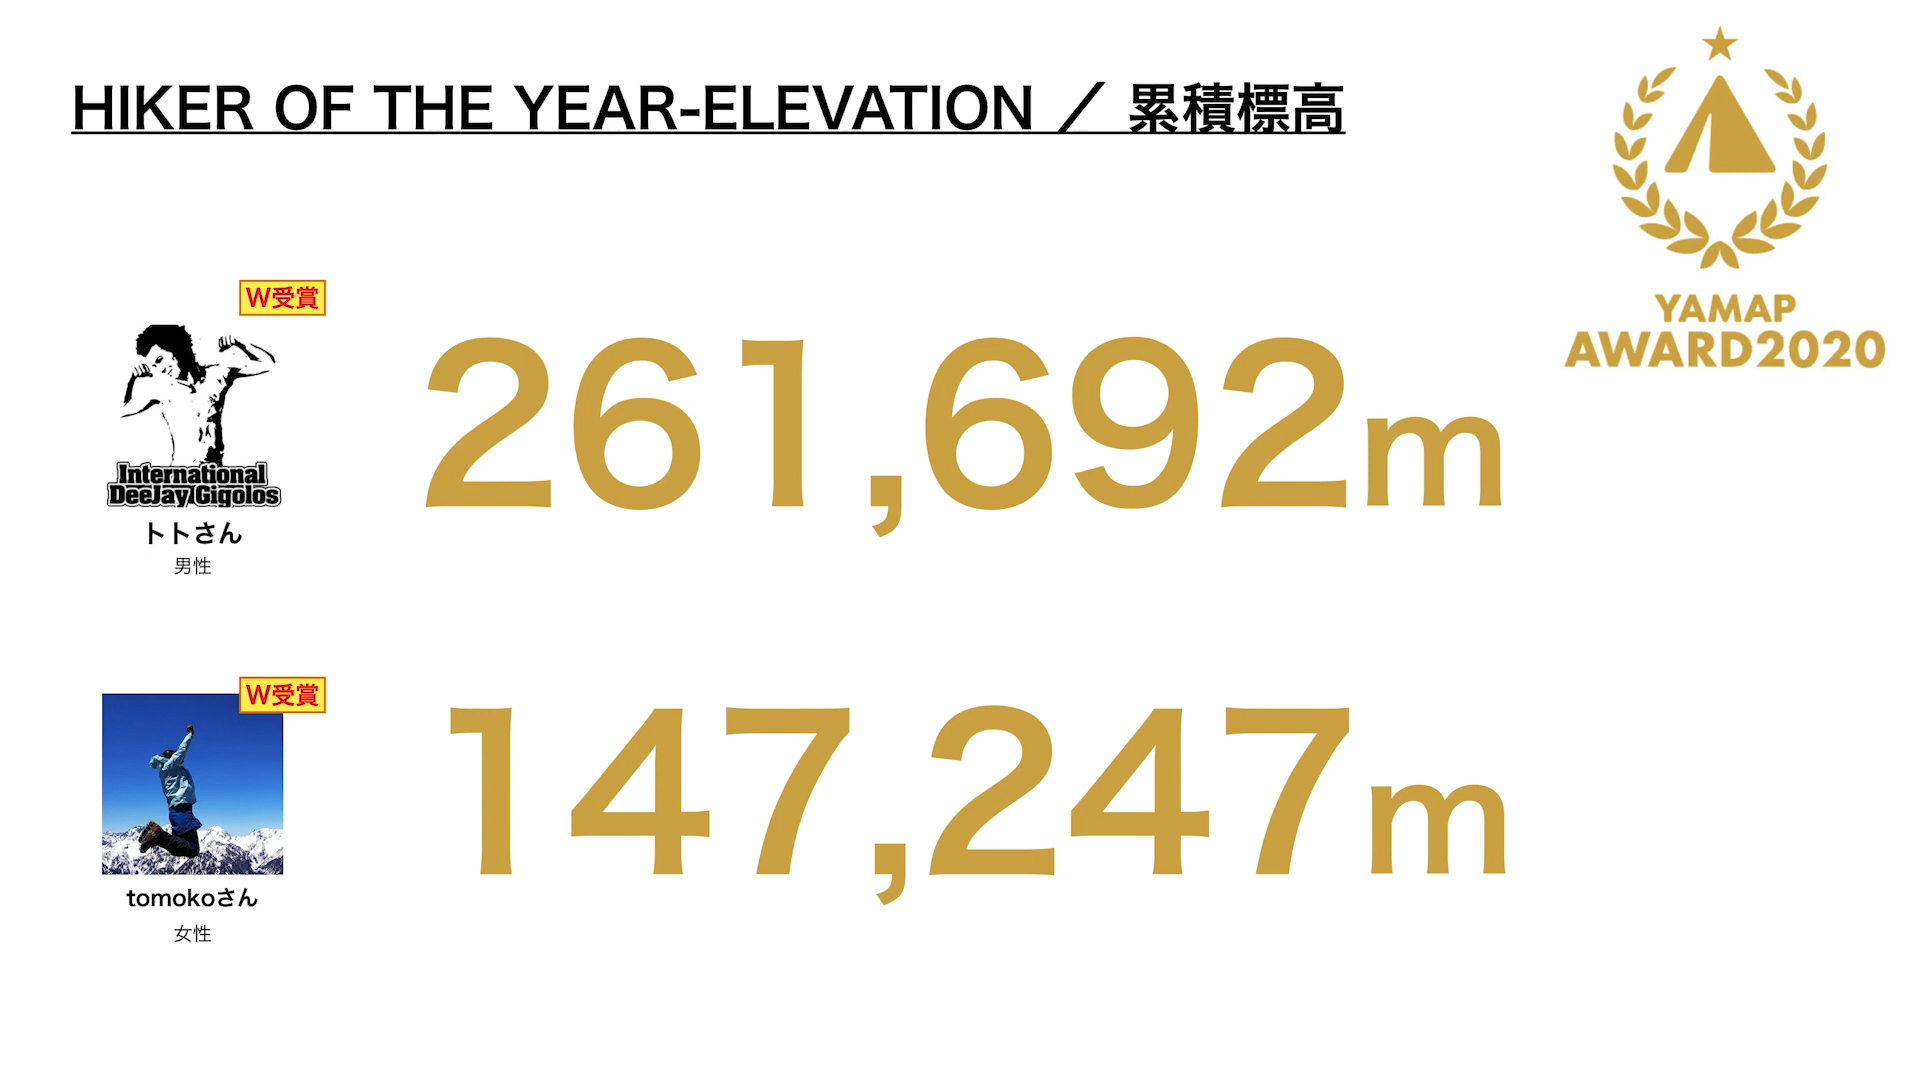 HIKER OF THE YEAR-ELEVATION ／ 累積標高
YAMAP
AWARD2020
W受賞
International
DeeJay Gigolos
トトさん
男性
261,692m
W受賞
tomokoさん
女性
147,247m